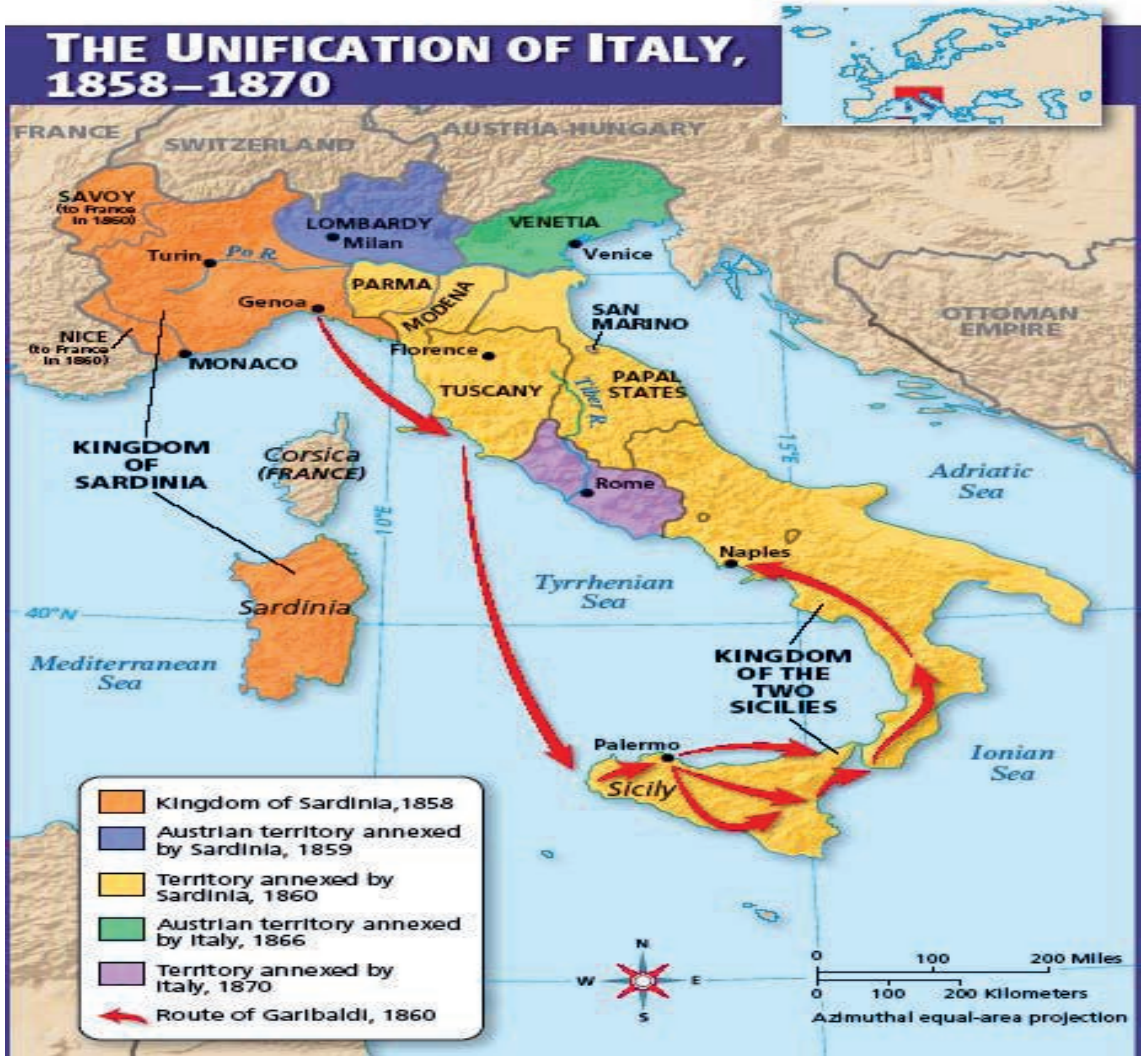 THE UNIFICATION OF ITALY,
1858–1870
FRANCE
SWITZERLAND
AUSTRIA-HUNGARY
SAVOY
(to France
in 1860)
LOMBARDY
Milan
VENETIA
Venice
Turin
Po R.
PARMA
MODENA
Genoa
SAN
MARINO
OTTOMAN
EMPIRE
NICE
(to France
in 1860)
MONACO
Florence
TUSCANY
PAPAL
STATES
Tiber R.
KINGDOM
OF
SARDINIA
Corsica
(FRANCE)
Rome
10°E
15°E
Adriatic
Sea
Naples
Tyrrhenian
Sea
Sardinia
40°N
Mediterranean
Sea
KINGDOM
OF THE
TWO
SICILIES
Palermo
Sicily
Ionian
Sea
Kingdom of Sardinia,1858
Austrian territory annexed
by Sardinia, 1859
Territory annexed by
Sardinia, 1860
Austrian territory annexed
by Italy, 1866
Territory annexed by
Italy, 1870
Route of Garibaldi, 1860
N
W
E
S
0 100 200 Miles
0 100 200 Kilometers
Azimuthal equal-area projection